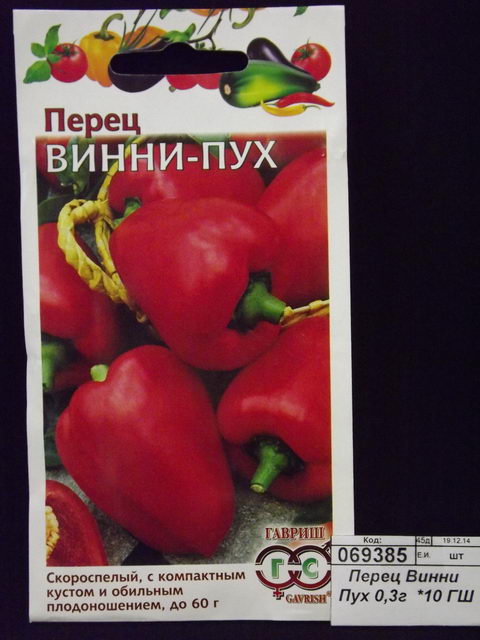 Перец
ВИННИ-ПУХ
ГАВРИШ
Г С
GAVRISH
®
Скороспелый, с компактным
кустом и обильным
плодоношением, до 60 г
Код: 45д 19.12.14
069385 Е.И. шт
Перец Винни
Пух 0,3г *10 ГШ